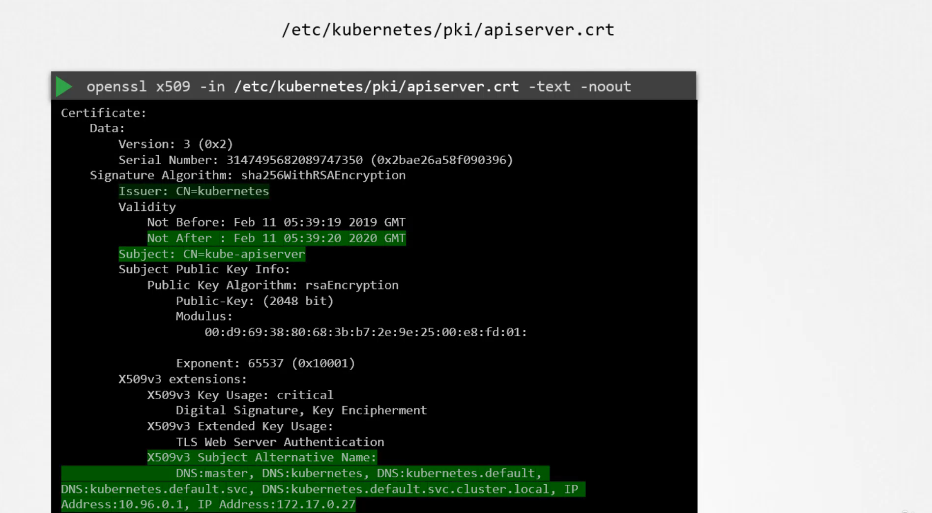 /etc/kubernetes/pki/apiserver.crt
openssl x509 -in /etc/kubernetes/pki/apiserver.crt -text -noout
Certificate:
Data:
Version: 3 (0x2)
Serial Number: 3147495682089747350 (0x2bae26a58f090396)
Signature Algorithm: sha256WithRSAEncryption
Issuer: CN=kubernetes
Validity
Not Before: Feb 11 05:39:19 2019 GMT
Not After : Feb 11 05:39:20 2020 GMT
Subject: CN=kube-apiserver
Subject Public Key Info:
Public Key Algorithm: rsaEncryption
Public-Key: (2048 bit)
Modulus:
00:d9:69:38:80:68:3b:b7:2e:9e:25:00:e8:fd:01:
Exponent: 65537 (0x10001)
X509v3 extensions:
X509v3 Key Usage: critical
Digital Signature, Key Encipherment
X509v3 Extended Key Usage:
TLS Web Server Authentication
X509v3 Subject Alternative Name:
DNS:master, DNS:kubernetes, DNS:kubernetes.default,
DNS:kubernetes.default.svc, DNS:kubernetes.default.svc.cluster.local, IP
Address:10.96.0.1, IP Address:172.17.0.27